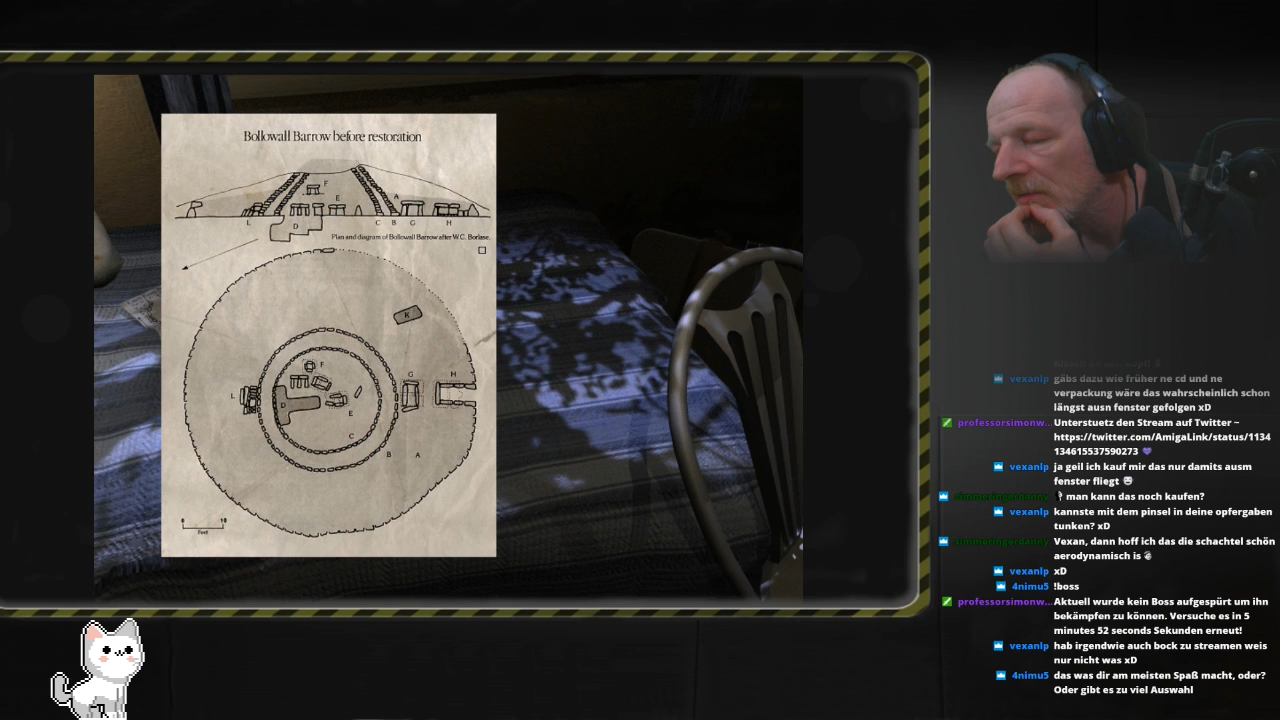 Bollowall Barrow before restoration
F
E
A
L
D
C B G
H
Plan and diagram of Bollowall Barrow after W.C. Borlase.
K
F
G
H
L
D
E
C
B
A
0 10
Feet
vexanlp gäbs dazu wie früher ne cd und ne
verpackung wäre das wahrscheinlich schon
längst ausn fenster gefolgen xD
professorsimonw... Unterstuetz den Stream auf Twitter ~
https://twitter.com/AmigaLink/status/1134
134615537590273
vexanlp ja geil ich kauf mir das nur damits ausm
fenster fliegt
simmeringerdanny man kann das noch kaufen?
vexanlp kannste mit dem pinsel in deine opfergaben
tunken? xD
simmeringerdanny Vexan, dann hoff ich das die schachtel schön
aerodynamisch is
vexanlp xD
4nimu5 !boss
professorsimonw... Aktuell wurde kein Boss aufgespürt um ihn
bekämpfen zu können. Versuche es in 5
minutes 52 seconds Sekunden erneut!
vexanlp hab irgendwie auch bock zu streamen weis
nur nicht was xD
4nimu5 das was dir am meisten Spaß macht, oder?
Oder gibt es zu viel Auswahl